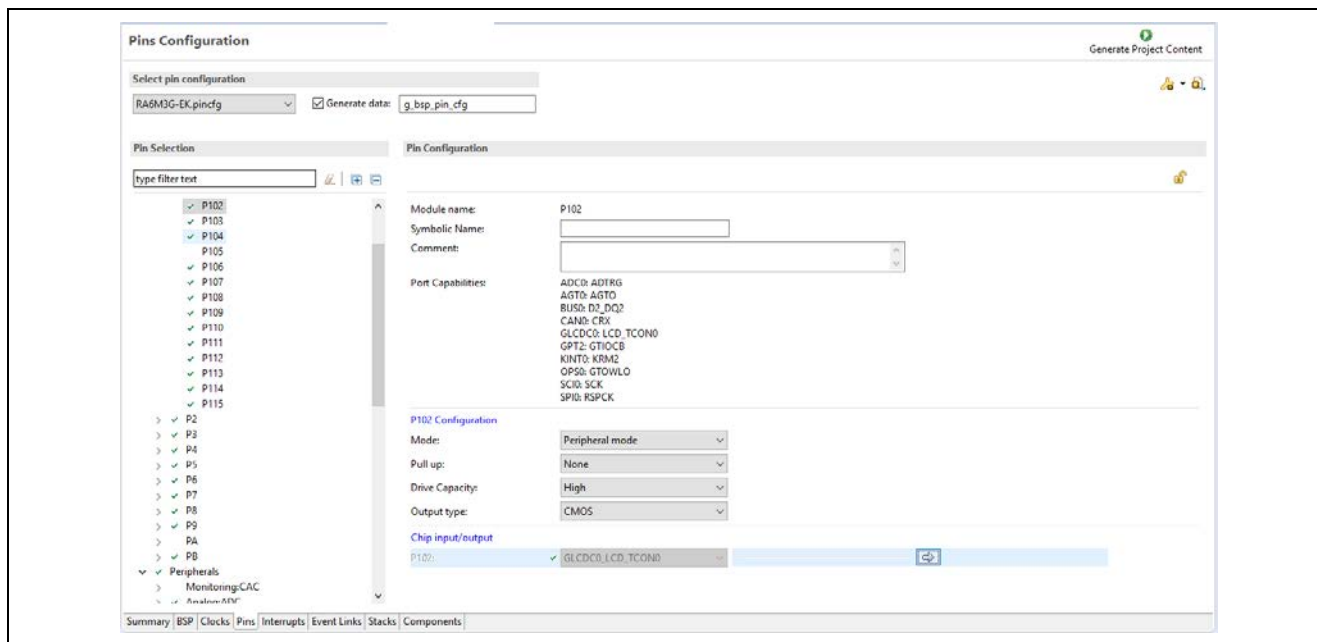 Pins Configuration
Generate Project Content
Select pin configuration
RA6M3G-EK.pincfg
Generate data:
g_bsp_pin_cfg
Pin Selection
Pin Configuration
type filter text
P102
P103
P104
P105
P106
P107
P108
P109
P110
P111
P112
P113
P114
P115
P2
P3
P4
P5
P6
P7
P8
P9
PA
PB
Peripherals
Monitoring:CAC
Analog:ADC
Module name: P102
Symbolic Name:
Comment:
Port Capabilities: ADC0: ADTRG
AGT0: AGTO
BUS0: D2_DQ2
CAN0: CRX
GLCDC0: LCD_TCON0
GPT2: GTIOCB
KINT0: KRM2
OPS0: GTOWLO
SCI0: SCK
SPI0: RSPCK
P102 Configuration
Mode: Peripheral mode
Pull up: None
Drive Capacity: High
Output type: CMOS
Chip input/output
P102: GLCDC0_LCD_TCON0
Summary BSP Clocks Pins Interrupts Event Links Stacks Components